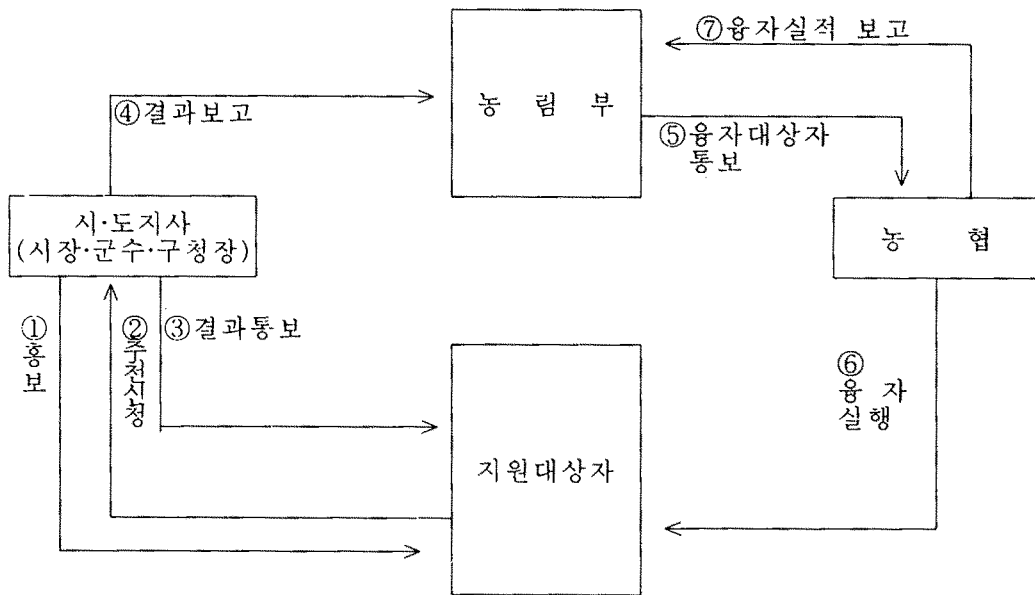 ⑦융자실적 보고
④결과보고
농 림 부
⑤융자대상자
통보
시·도지사
(시장·군수·구청장)
농 협
①홍보
②추천신청
③결과통보
⑥
융 자
실행
지원대상자